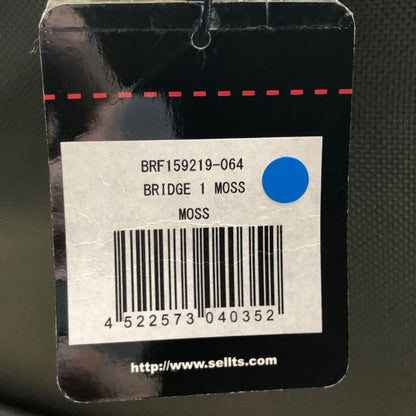 BRF159219-064
BRIDGE 1 MOSS
MOSS
4 522573 040352
http://www.sellts.com